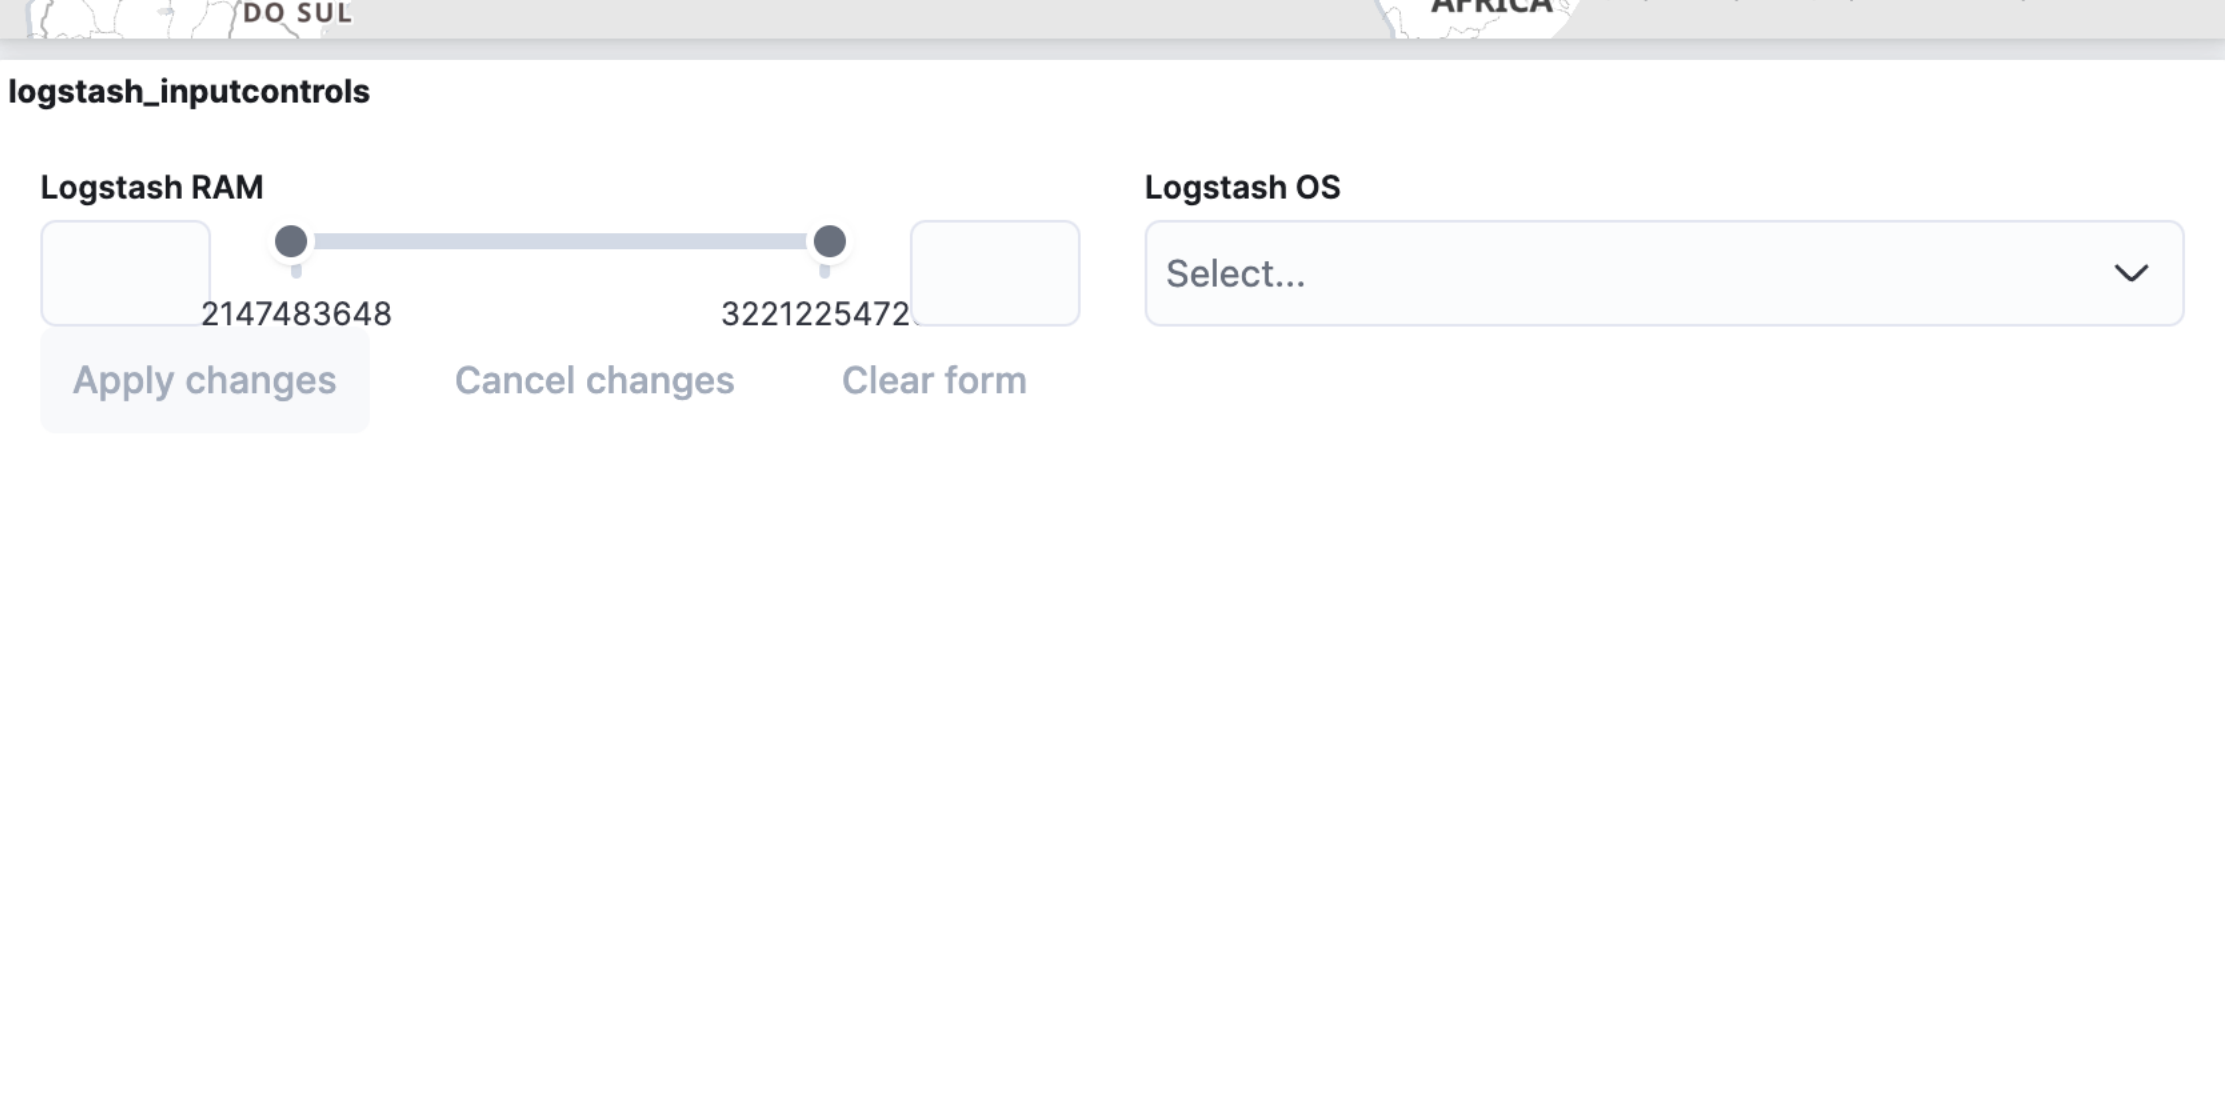 DO SUL
AFRICA
logstash_inputcontrols
Logstash RAM
Logstash OS
Select...
2147483648
3221225472
Apply changes
Cancel changes
Clear form